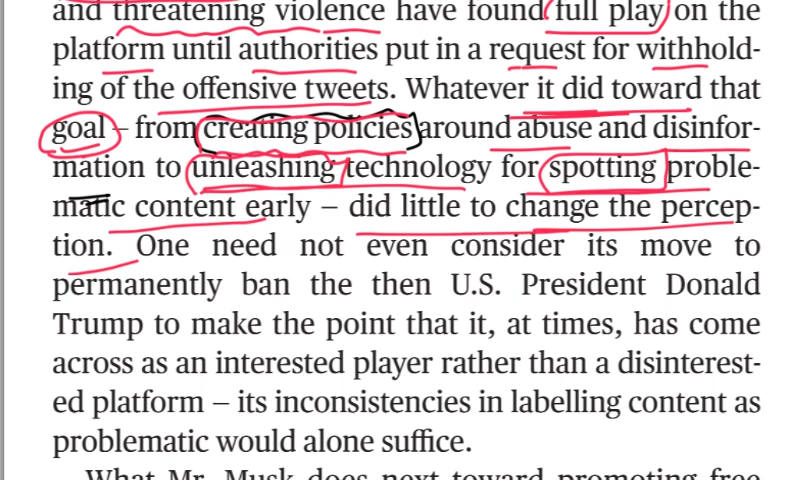 and threatening violence have found full play on the
platform until authorities put in a request for withhold-
ing of the offensive tweets. Whatever it did toward that
goal – from creating policies around abuse and disinfor-
mation to unleashing technology for spotting proble-
matic content early – did little to change the percep-
tion. One need not even consider its move to
permanently ban the then U.S. President Donald
Trump to make the point that it, at times, has come
across as an interested player rather than a disinterest-
ed platform – its inconsistencies in labelling content as
problematic would alone suffice.
What Mr. Musk does next toward promoting free